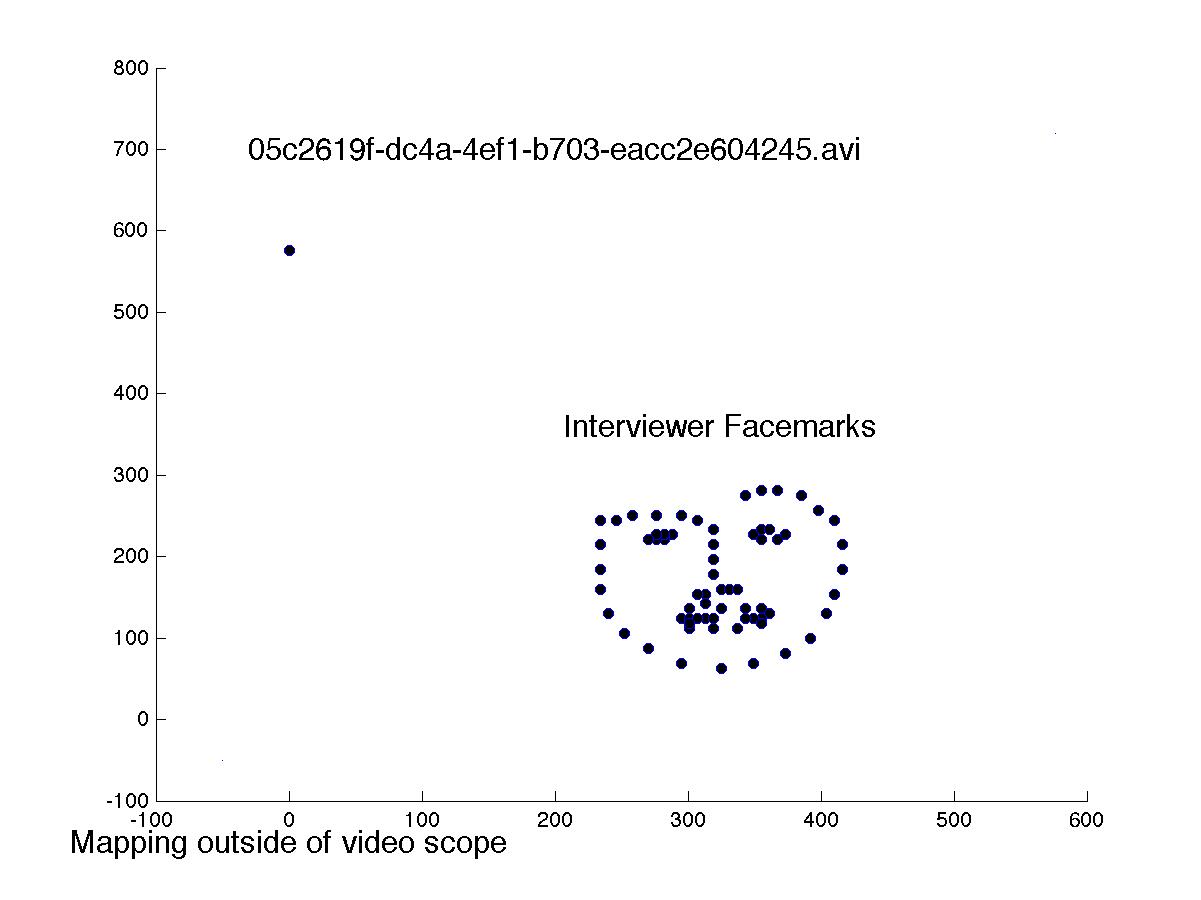 800
700
05c2619f-dc4a-4ef1-b703-eacc2e604245.avi
600
500
400
Interviewer Facemarks
300
200
100
0
-100
-100 0 100 200 300 400 500 600
Mapping outside of video scope